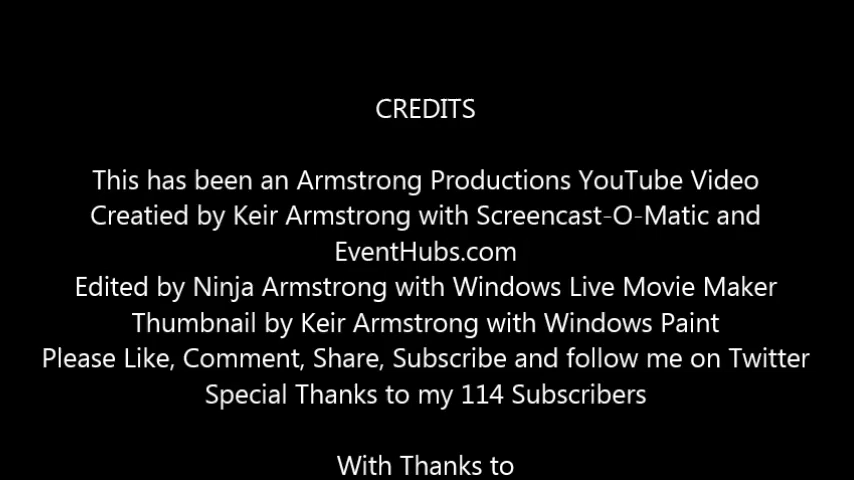 CREDITS
This has been an Armstrong Productions YouTube Video
Creatied by Keir Armstrong with Screencast-O-Matic and
EventHubs.com
Edited by Ninja Armstrong with Windows Live Movie Maker
Thumbnail by Keir Armstrong with Windows Paint
Please Like, Comment, Share, Subscribe and follow me on Twitter
Special Thanks to my 114 Subscribers
With Thanks to